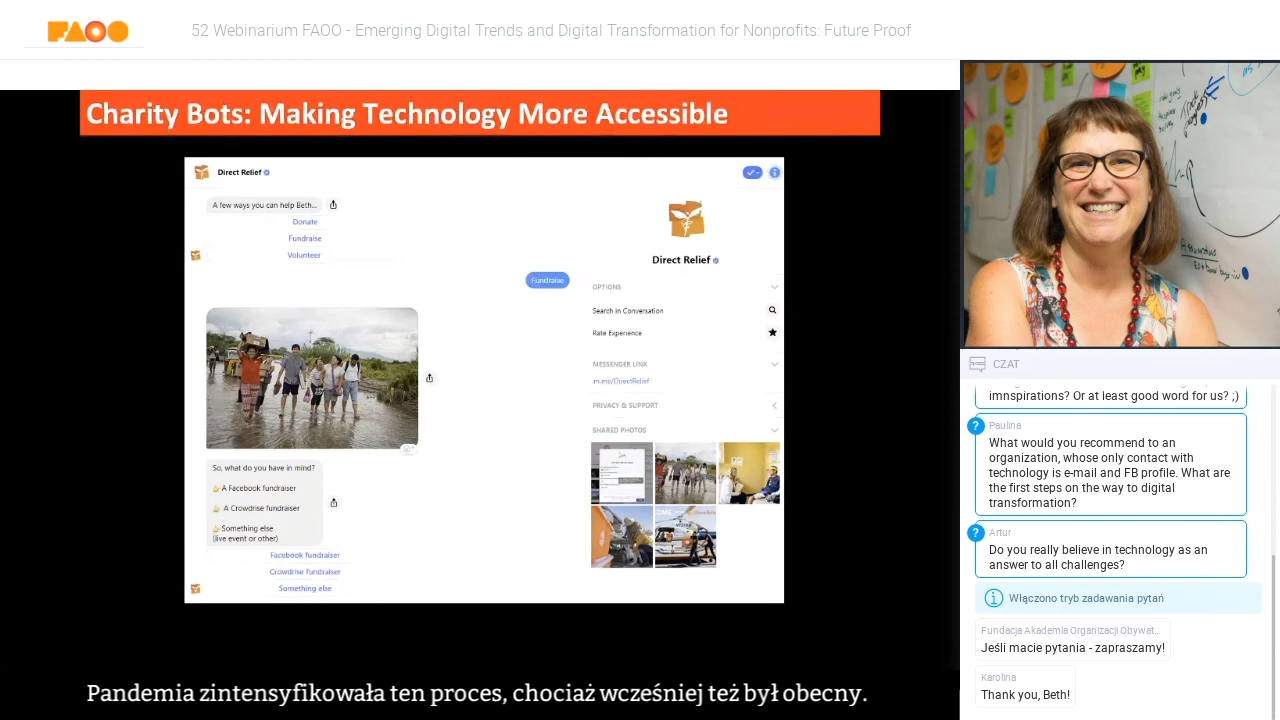 FAOO
52 Webinarium FAOO - Emerging Digital Trends and Digital Transformation for Nonprofits: Future Proof
Charity Bots: Making Technology More Accessible
Direct Relief
A few ways you can help Beth...
Donate
Fundraise
Volunteer
Fundraise
So, what do you have in mind?
A Facebook fundraiser
A Crowdrise fundraiser
Something else
(live event or other)
Facebook fundraiser
Crowdrise fundraiser
Something else
Direct Relief
OPTIONS
Search in Conversation
Rate Experience
MESSENGER LINK
m.me/DirectRelief
PRIVACY & SUPPORT
SHARED PHOTOS
Pandemia zintensyfikowała ten proces, chociaż wcześniej też był obecny.
CZAT
imnspirations? Or at least good word for us? ;)
Paulina
What would you recommend to an
organization, whose only contact with
technology is e-mail and FB profile. What are
the first steps on the way to digital
transformation?
Artur
Do you really believe in technology as an
answer to all challenges?
Włączono tryb zadawania pytań
Fundacja Akademia Organizacji Obywat...
Jeśli macie pytania - zapraszamy!
Karolina
Thank you, Beth!